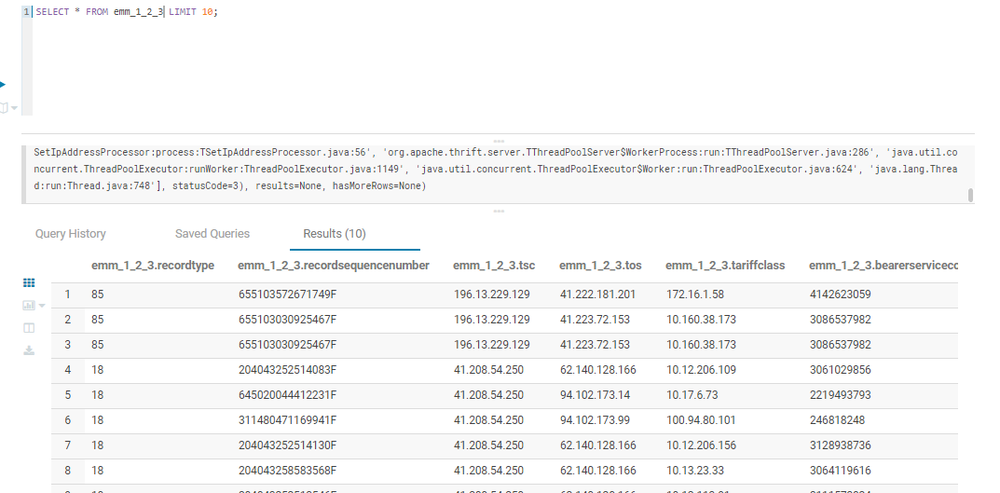 1 SELECT * FROM emm_1_2_3 LIMIT 10;
SetIpAddressProcessor:process:TSetIpAddressProcessor.java:56', 'org.apache.thrift.server.TThreadPoolServer$WorkerProcess:run:TThreadPoolServer.java:286', 'java.util.co
ncurrent.ThreadPoolExecutor:runWorker:ThreadPoolExecutor.java:1149', 'java.util.concurrent.ThreadPoolExecutor$Worker:run:ThreadPoolExecutor.java:624', 'java.lang.Threa
d:run:Thread.java:748'], statusCode=3), results=None, hasMoreRows=None)
Query History Saved Queries Results (10)
emm_1_2_3.recordtype emm_1_2_3.recordsequencenumber emm_1_2_3.tsc emm_1_2_3.tos emm_1_2_3.tariffclass emm_1_2_3.bearerservicecc
1 85 655103572671749F 196.13.229.129 41.222.181.201 172.16.1.58 4142623059
2 85 655103030925467F 196.13.229.129 41.223.72.153 10.160.38.173 3086537982
3 85 655103030925467F 196.13.229.129 41.223.72.153 10.160.38.173 3086537982
4 18 204043252514083F 41.208.54.250 62.140.128.166 10.12.206.109 3061029856
5 18 645020044412231F 41.208.54.250 94.102.173.14 10.17.6.73 2219493793
6 18 311480471169941F 41.208.54.250 94.102.173.99 100.94.80.101 246818248
7 18 204043252514130F 41.208.54.250 62.140.128.166 10.12.206.156 3128938736
8 18 204043258583568F 41.208.54.250 62.140.128.166 10.13.23.33 3064119616